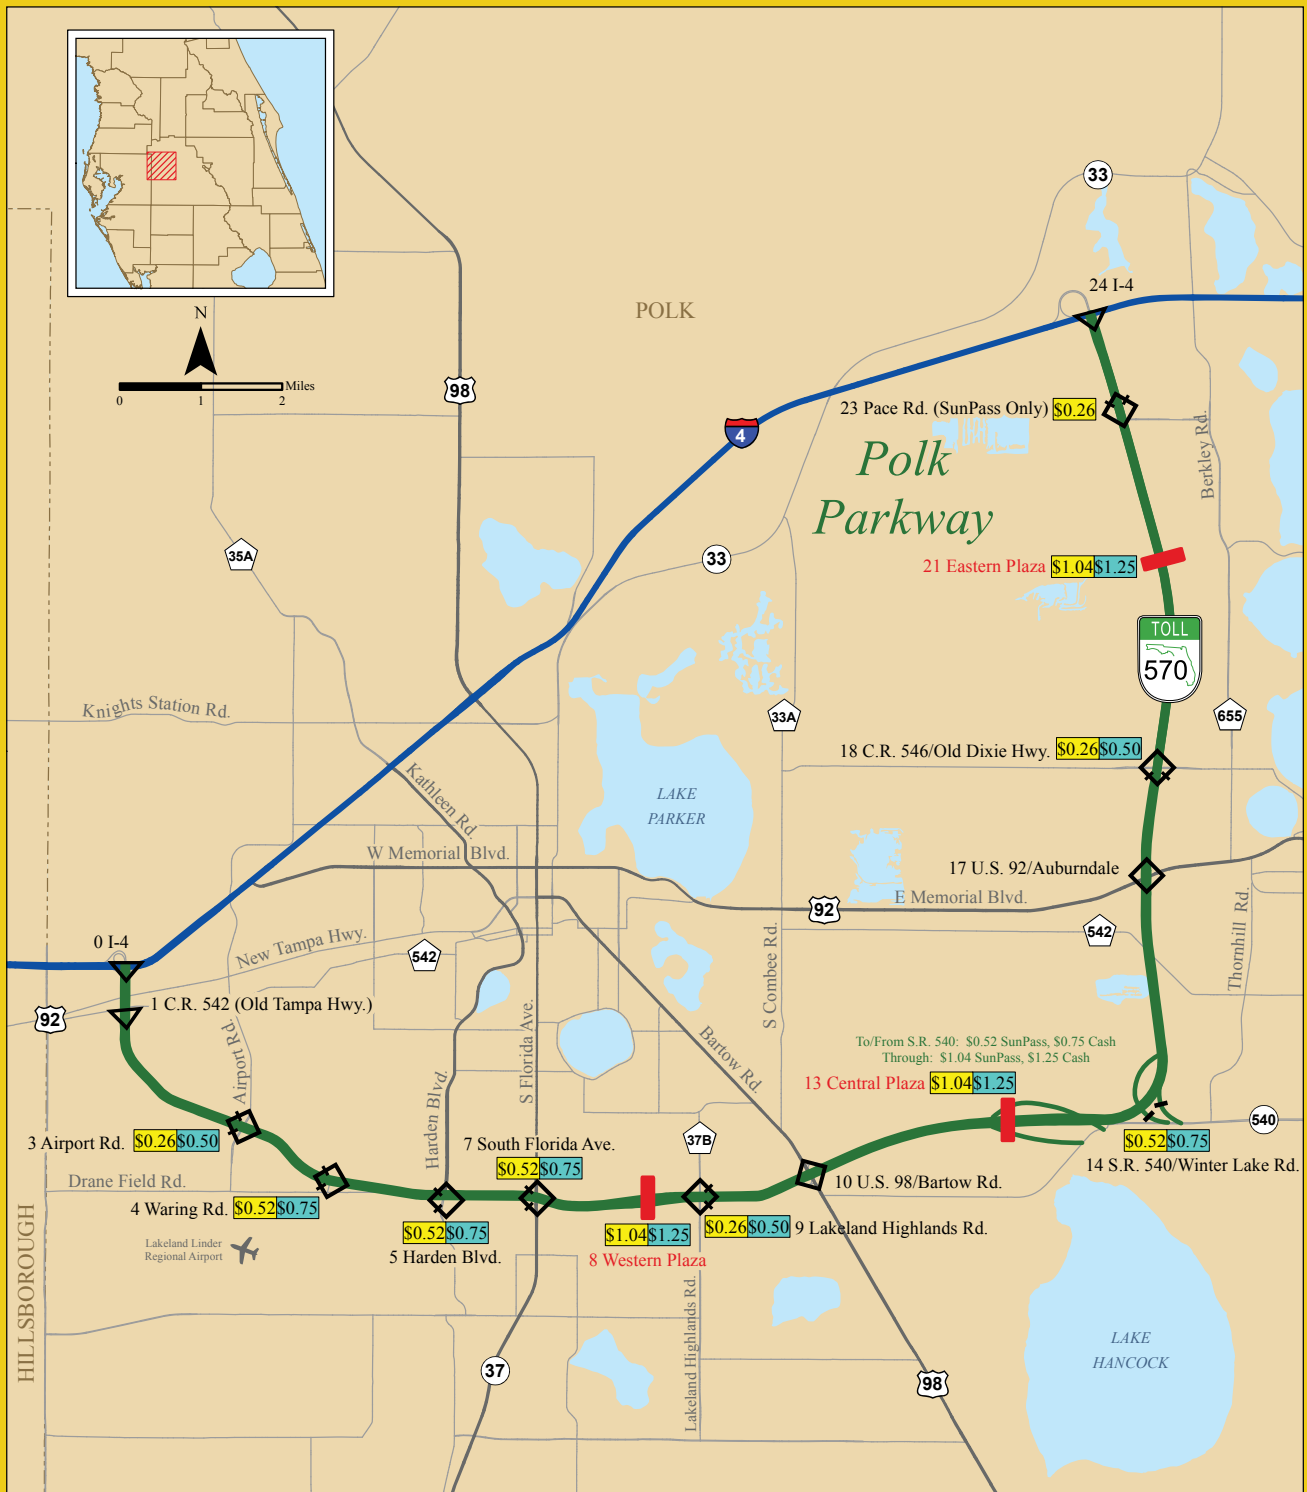 N
Miles
0 1 2
POLK
33
24 I-4
98
4
23 Pace Rd. (SunPass Only) $0.26
Polk
Parkway
Berkley Rd.
35A
33
21 Eastern Plaza $1.04 $1.25
TOLL
570
Knights Station Rd.
33A
655
18 C.R. 546/Old Dixie Hwy. $0.26 $0.50
Kathleen Rd.
LAKE
PARKER
W Memorial Blvd.
17 U.S. 92/Auburndale
92
E Memorial Blvd.
0 I-4
New Tampa Hwy.
542
542
S Combee Rd.
Thornhill Rd.
92
1 C.R. 542 (Old Tampa Hwy.)
Airport Rd.
S Florida Ave.
Bartow Rd.
Harden Blvd.
To/From S.R. 540: $0.52 SunPass, $0.75 Cash
Through: $1.04 SunPass, $1.25 Cash
13 Central Plaza $1.04 $1.25
540
3 Airport Rd. $0.26 $0.50
7 South Florida Ave.
$0.52 $0.75
37B
$0.52 $0.75
14 S.R. 540/Winter Lake Rd.
Drane Field Rd.
10 U.S. 98/Bartow Rd.
4 Waring Rd. $0.52 $0.75
$0.52 $0.75
5 Harden Blvd.
$1.04 $1.25
8 Western Plaza
$0.26 $0.50 9 Lakeland Highlands Rd.
Lakeland Linder
Regional Airport
HILLSBOROUGH
Lakeland Highlands Rd.
37
98
LAKE
HANCOCK